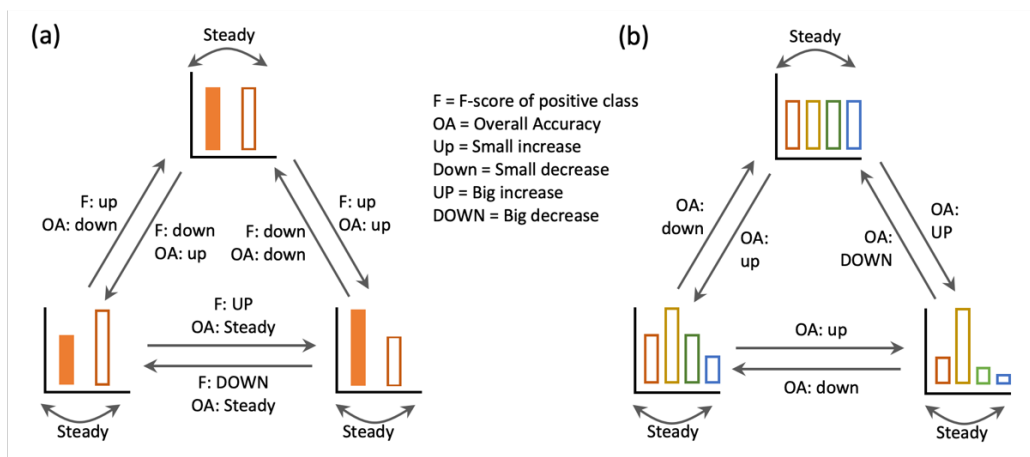 (a)
Steady
F: up
OA: down
F: down
OA: up
F: down
OA: down
F: up
OA: up
F: UP
OA: Steady
F: DOWN
OA: Steady
Steady
Steady
F = F-score of positive class
OA = Overall Accuracy
Up = Small increase
Down = Small decrease
UP = Big increase
DOWN = Big decrease
(b)
Steady
OA:
down
OA:
up
OA:
DOWN
OA:
UP
OA: up
OA: down
Steady
Steady